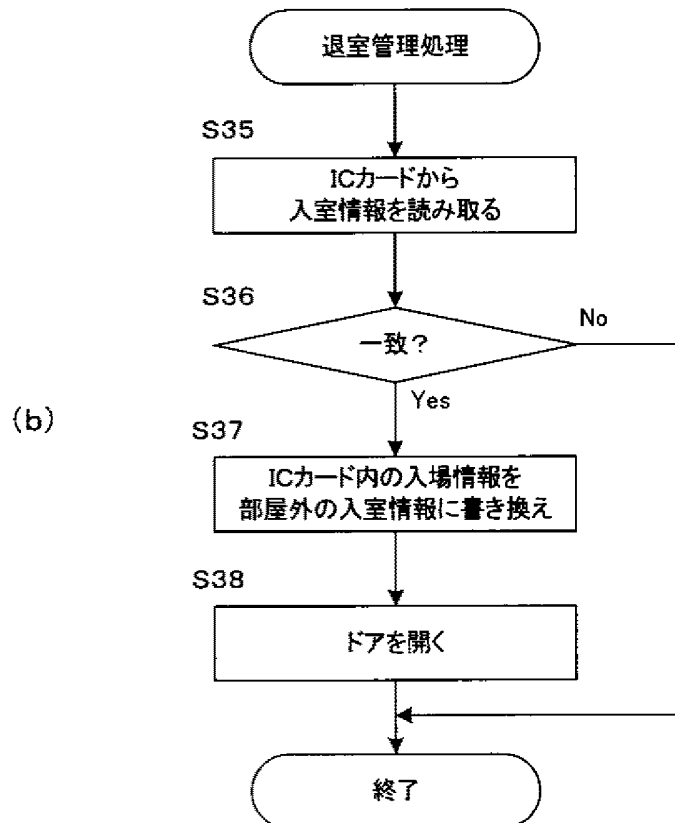 退室管理処理
S35
ICカードから
入室情報を読み取る
S36
一致?
No
Yes
(b)
S37
ICカード内の入場情報を
部屋外の入室情報に書き換え
S38
ドアを開く
終了